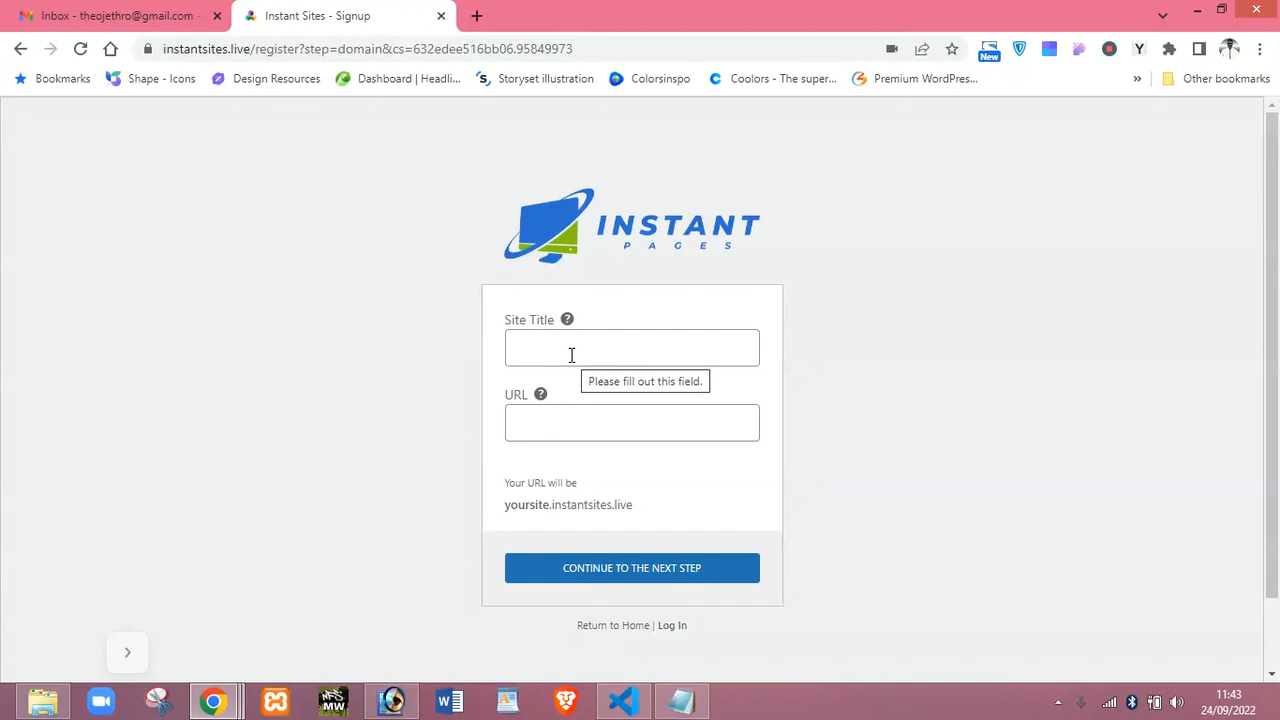 Inbox - theojethro@gmail.com -
Instant Sites - Signup
instantsites.live/register?step=domain&cs=632edee516bb06.95849973
New
Y
Bookmarks
Shape - Icons
Design Resources
Dashboard | Headli...
Storyset illustration
Colorsinspo
Coolors - The super...
Premium WordPres...
»
Other bookmarks
INSTANT
PAGES
Site Title ?
Please fill out this field.
URL ?
Your URL will be
yoursite.instantsites.live
CONTINUE TO THE NEXT STEP
Return to Home | Log In
NFS
MW
11:43
24/09/2022